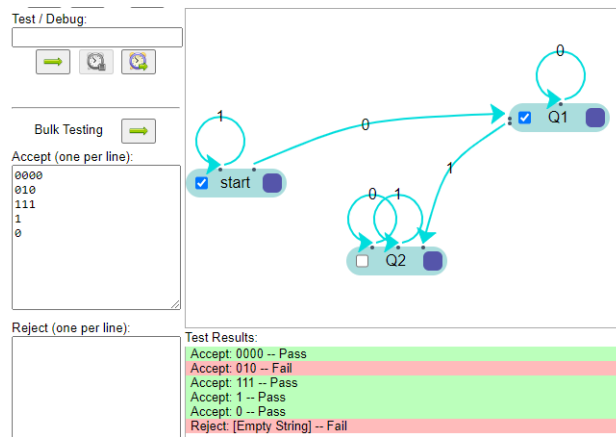 Test / Debug:
Bulk Testing
Accept (one per line):
0000
010
111
1
0
Reject (one per line):
1
start
0
0
Q1
1
0
1
Q2
Test Results:
Accept: 0000 -- Pass
Accept: 010 -- Fail
Accept: 111 -- Pass
Accept: 1 -- Pass
Accept: 0 -- Pass
Reject: [Empty String] -- Fail